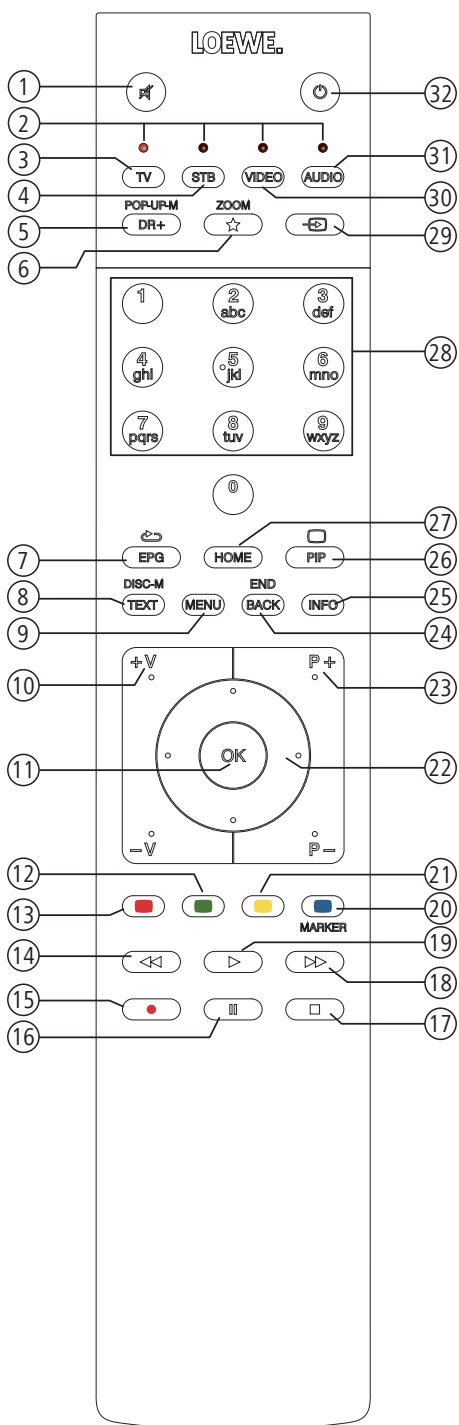 LOEWE.
1 32
2
3 TV STB VIDEO AUDIO 31
4 30
POP-UP-M ZOOM
5 DR+ 29
6
1 2 3
abc def
4 5 6 28
ghi jkl mno
7 8 9
pqrs tuv wxyz
0
27
7 EPG HOME PIP 26
DISC-M END
8 TEXT MENU BACK INFO 25
9 24
+V P+
10 23
11 OK 22
-V P-
12 21
13 20
MARKER
14 19
18
15
16 17